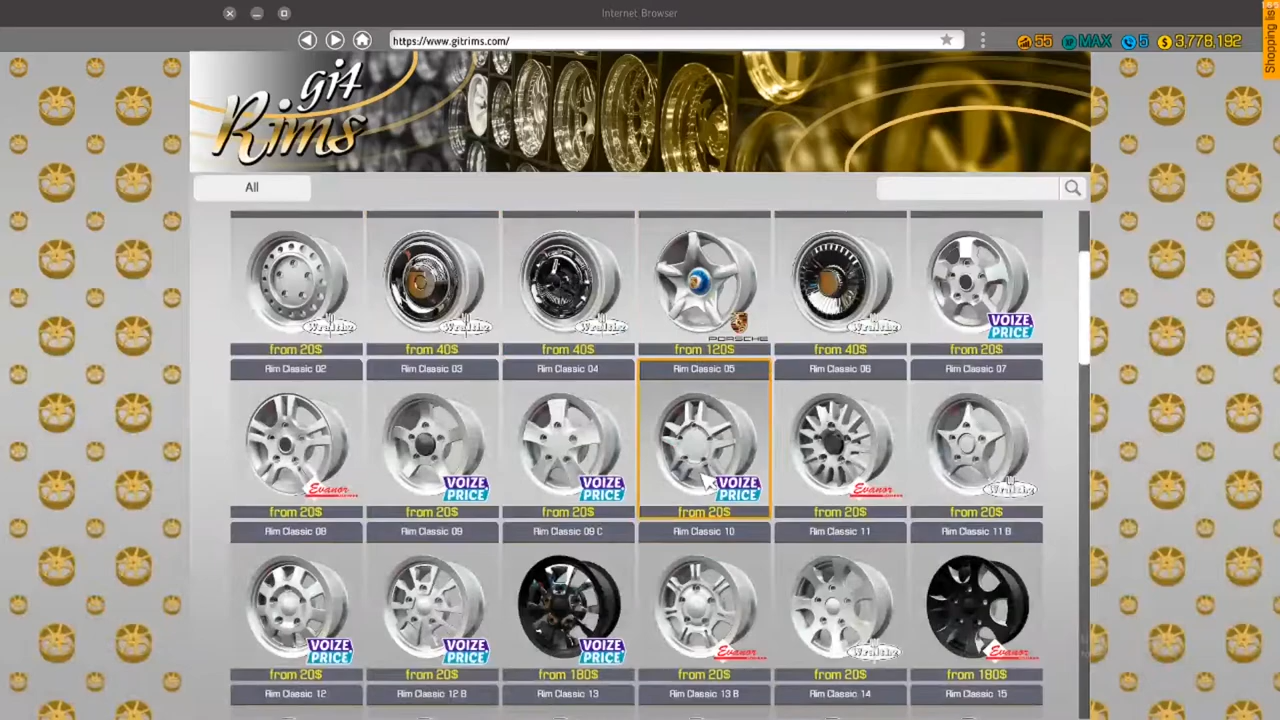 Internet Browser
https://www.gitrims.com/
55 MAX 5 $ 3,778,192
Shopping list
git
Rims
All
Wraithe Wraithe Wraithe PORSCHE Wraithe VOIZE PRICE
from 20$ from 40$ from 40$ from 120$ from 40$ from 20$
Rim Classic 02 Rim Classic 03 Rim Classic 04 Rim Classic 05 Rim Classic 06 Rim Classic 07
Evanor VOIZE PRICE VOIZE PRICE VOIZE PRICE Evanor Wraithe
from 20$ from 20$ from 20$ from 20$ from 20$ from 20$
Rim Classic 08 Rim Classic 09 Rim Classic 09 C Rim Classic 10 Rim Classic 11 Rim Classic 11 B
VOIZE PRICE VOIZE PRICE VOIZE PRICE Evanor Wraithe Evanor
from 20$ from 20$ from 180$ from 20$ from 20$ from 180$
Rim Classic 12 Rim Classic 12 B Rim Classic 13 Rim Classic 13 B Rim Classic 14 Rim Classic 15